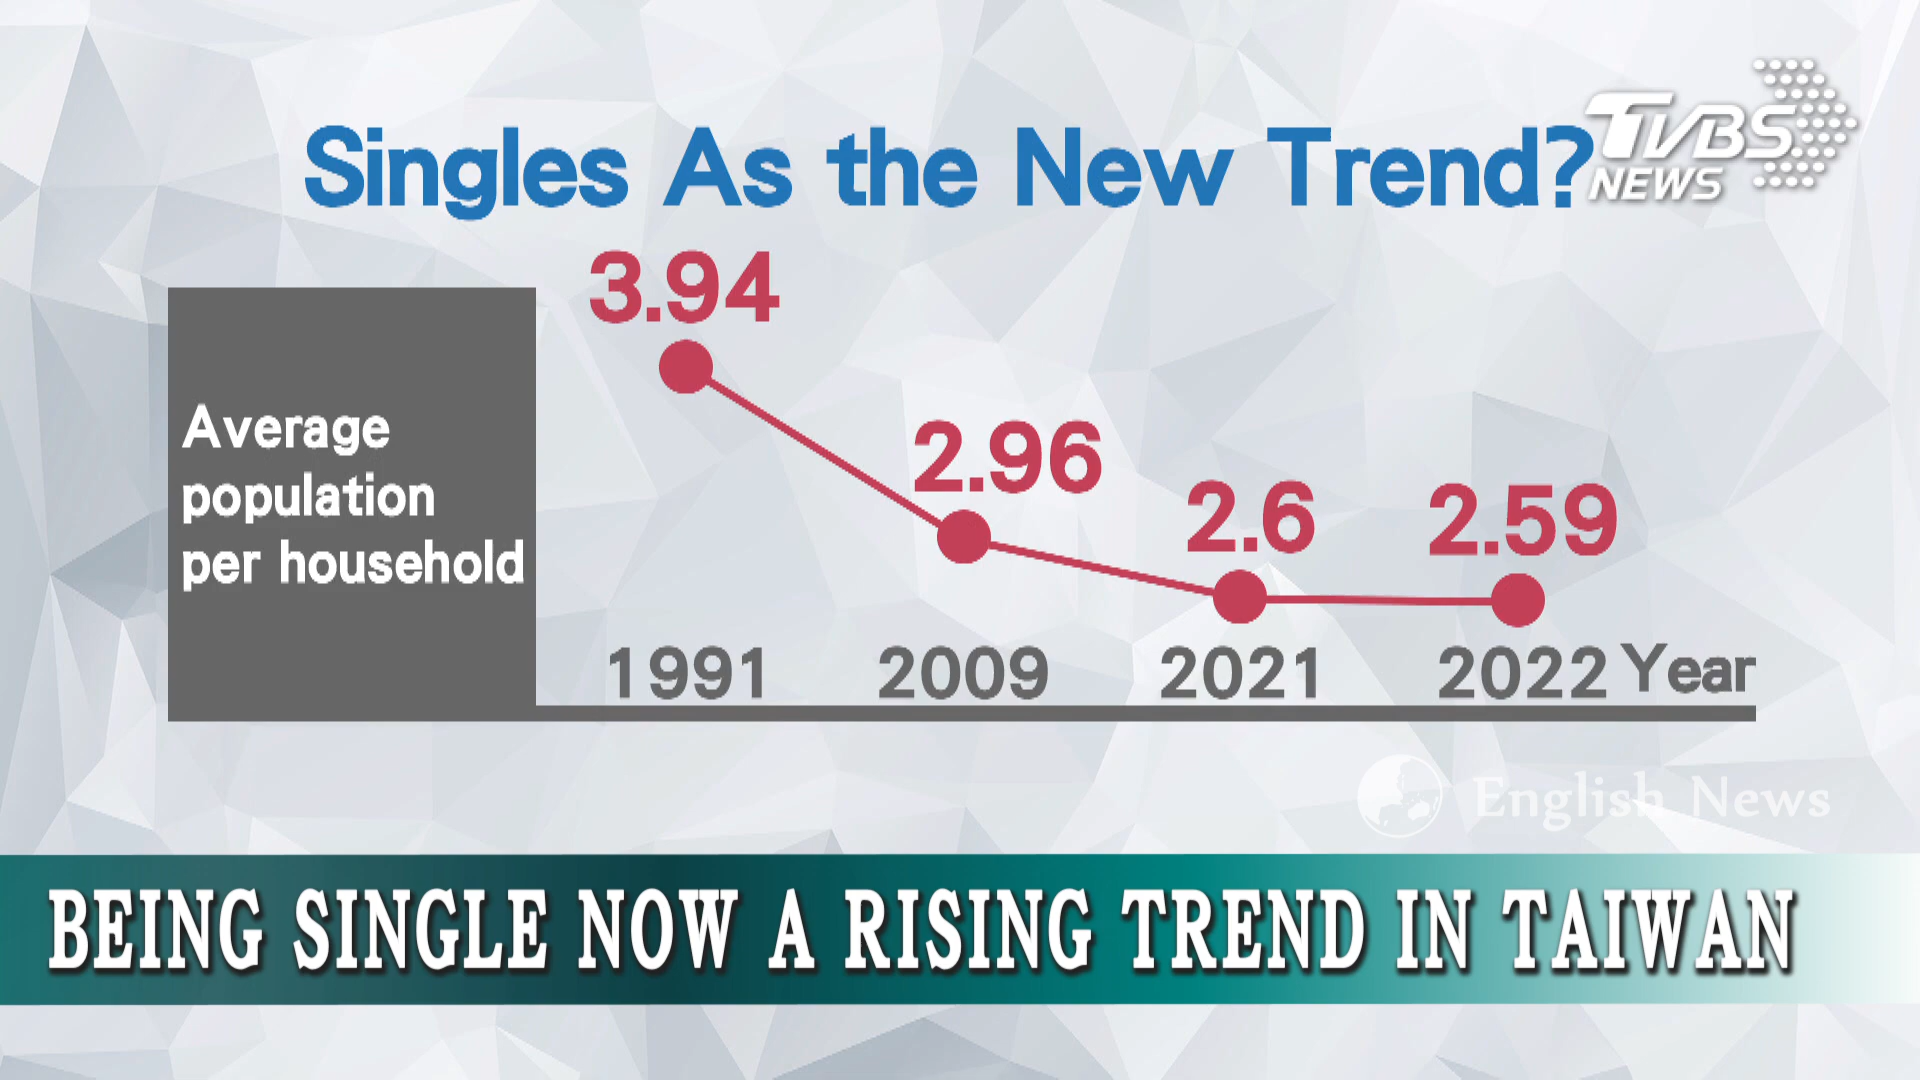 Singles As the New Trend?
TVBS
NEWS
3.94
2.96
2.6
2.59
Average
population
per household
1991 2009 2021 2022 Year
English News
BEING SINGLE NOW A RISING TREND IN TAIWAN